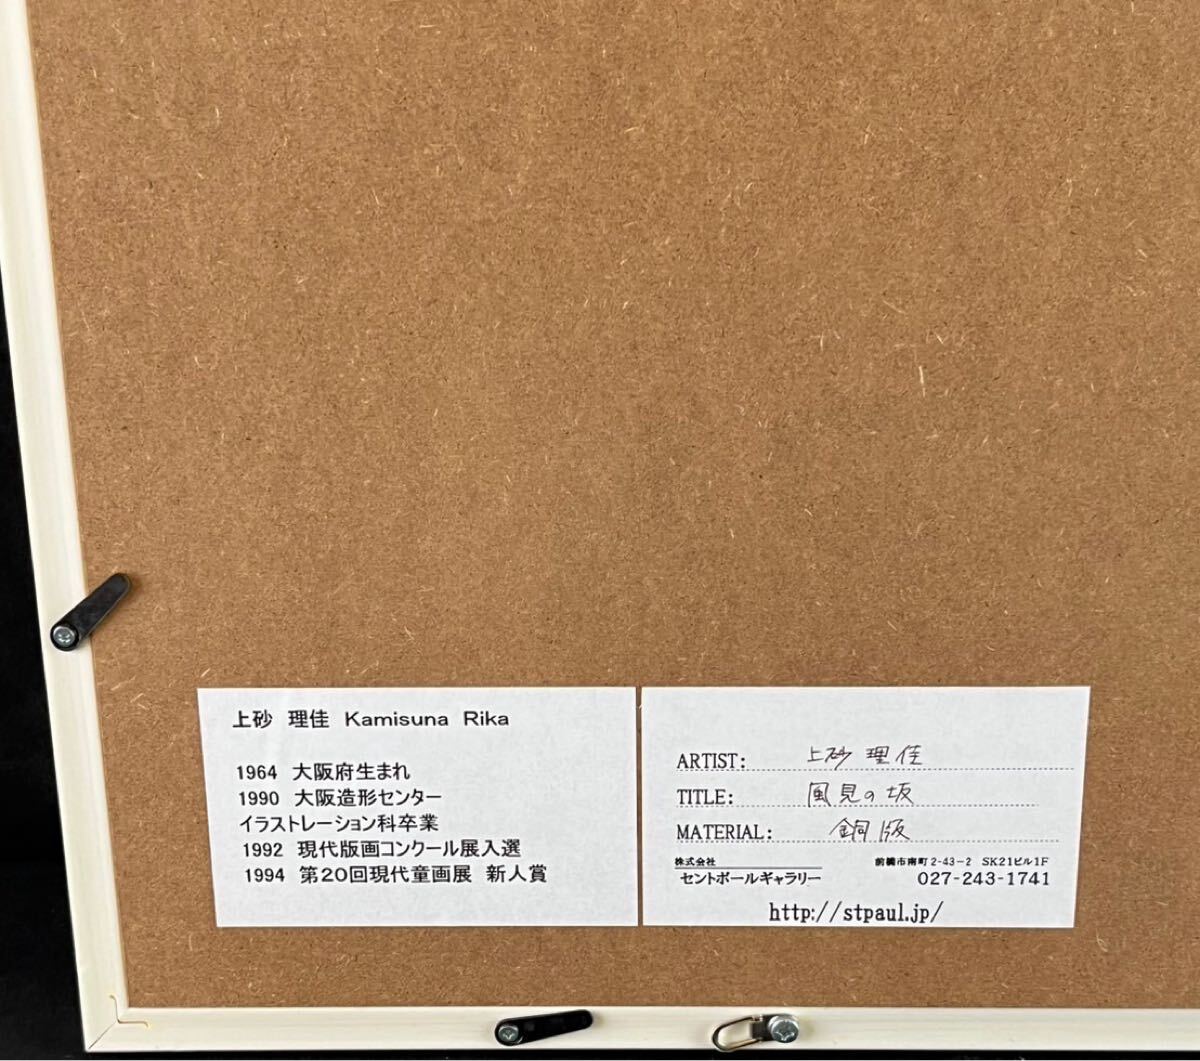 上砂 理佳 Kamisuna Rika
1964 大阪府生まれ
1990 大阪造形センター
イラストレーション科卒業
1992 現代版画コンクール展入選
1994 第20回現代童画展 新人賞
ARTIST: 上砂 理佳
TITLE: 風見の坂
MATERIAL: 銅版
株式会社
セントポールギャラリー
前橋市南町2-43-2 SK21ビル1F
027-243-1741
http://stpaul.jp/